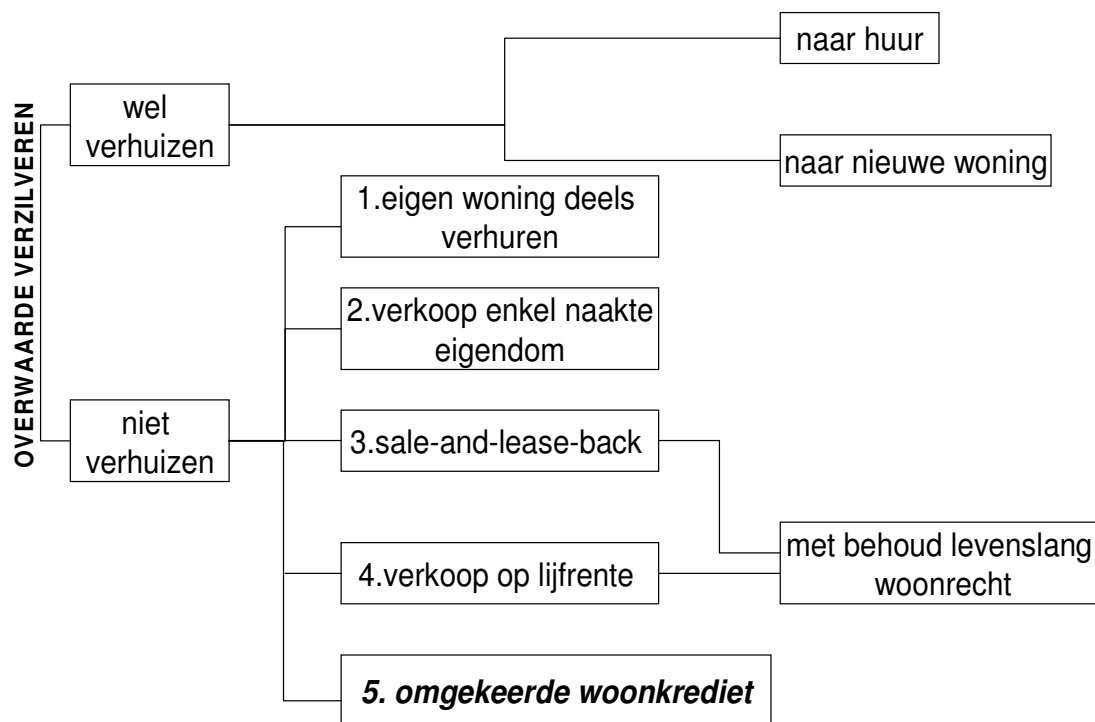 OVERWAARDE VERZILVEREN
wel
verhuizen
naar huur
naar nieuwe woning
niet
verhuizen
1.eigen woning deels
verhuren
2.verkoop enkel naakte
eigendom
3.sale-and-lease-back
4.verkoop op lijfrente
met behoud levenslang
woonrecht
5. omgekeerde woonkrediet